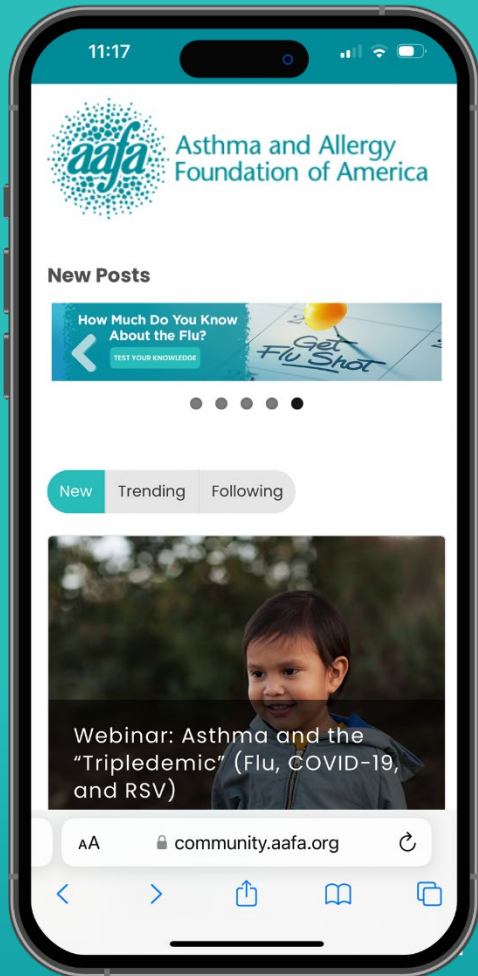 11:17
aafa
Asthma and Allergy
Foundation of America
New Posts
How Much Do You Know
About the Flu?
TEST YOUR KNOWLEDGE
2
Get
Flu Shot
New Trending Following
Webinar: Asthma and the
“Tripledemic” (Flu, COVID-19,
and RSV)
AA community.aafa.org